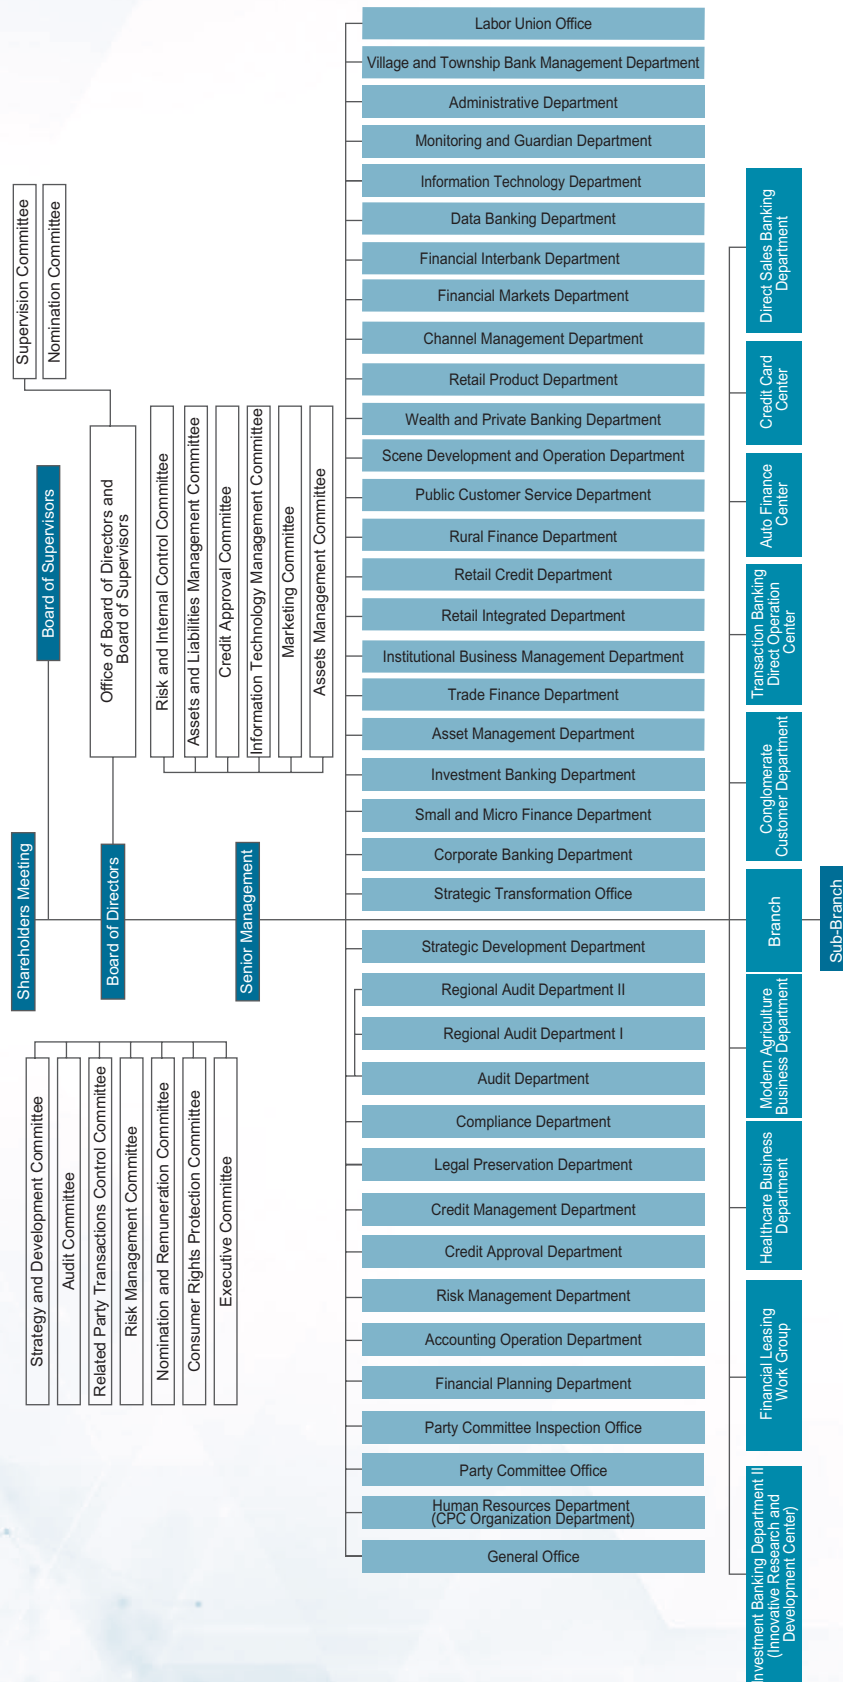 Shareholders Meeting
Board of Supervisors
Supervision Committee
Nomination Committee
Board of Directors
Office of Board of Directors and
Board of Supervisors
Strategy and Development Committee
Audit Committee
Related Party Transactions Control Committee
Risk Management Committee
Nomination and Remuneration Committee
Consumer Rights Protection Committee
Executive Committee
Senior Management
Risk and Internal Control Committee
Assets and Liabilities Management Committee
Credit Approval Committee
Information Technology Management Committee
Marketing Committee
Assets Management Committee
Labor Union Office
Village and Township Bank Management Department
Administrative Department
Monitoring and Guardian Department
Information Technology Department
Data Banking Department
Financial Interbank Department
Financial Markets Department
Channel Management Department
Retail Product Department
Wealth and Private Banking Department
Scene Development and Operation Department
Public Customer Service Department
Rural Finance Department
Retail Credit Department
Retail Integrated Department
Institutional Business Management Department
Trade Finance Department
Asset Management Department
Investment Banking Department
Small and Micro Finance Department
Corporate Banking Department
Strategic Transformation Office
Strategic Development Department
Regional Audit Department II
Regional Audit Department I
Audit Department
Compliance Department
Legal Preservation Department
Credit Management Department
Credit Approval Department
Risk Management Department
Accounting Operation Department
Financial Planning Department
Party Committee Inspection Office
Party Committee Office
Human Resources Department
(CPC Organization Department)
General Office
Direct Sales Banking
Department
Credit Card
Center
Auto Finance
Center
Transaction Banking
Direct Operation
Center
Conglomerate
Customer Department
Branch
Modern Agriculture
Business Department
Healthcare Business
Department
Financial Leasing
Work Group
Investment Banking Department II
(Innovative Research and
Development Center)
Sub-Branch